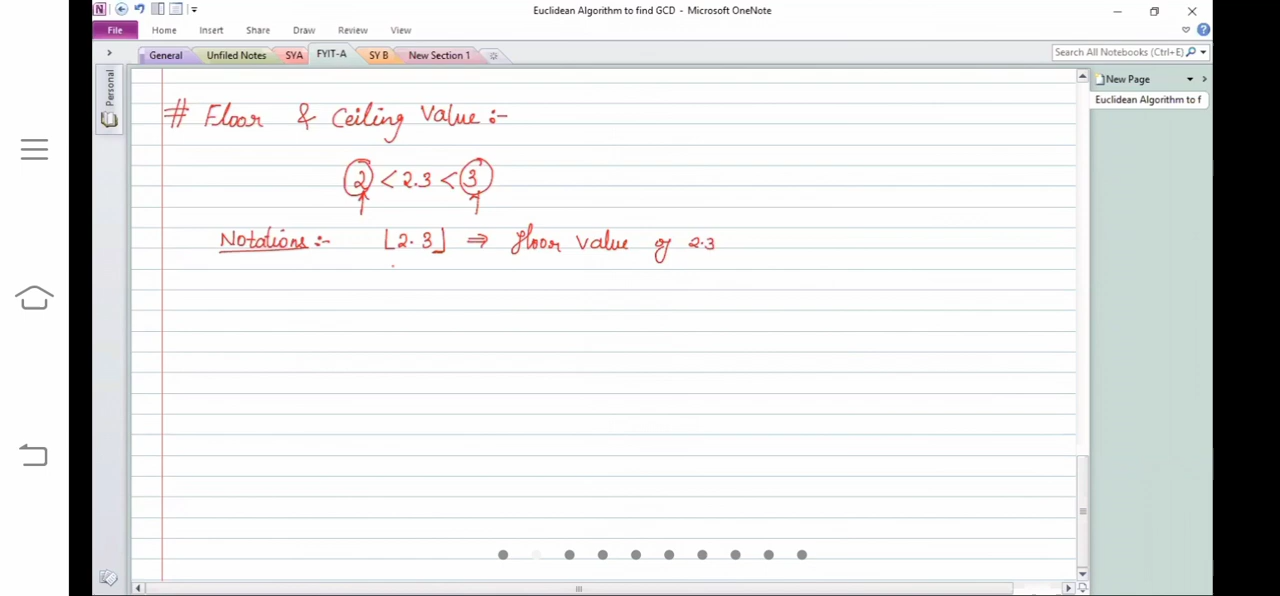 Euclidean Algorithm to find GCD - Microsoft OneNote
File Home Insert Share Draw Review View
General Unfiled Notes SYA FYIT-A SY B New Section 1
Search All Notebooks (Ctrl+E)
Personal
New Page
Euclidean Algorithm to f
# Floor & Ceiling Value :-
2 < 2.3 < 3
Notations :- ⌊2.3⌋ ⇒ floor value of 2.3